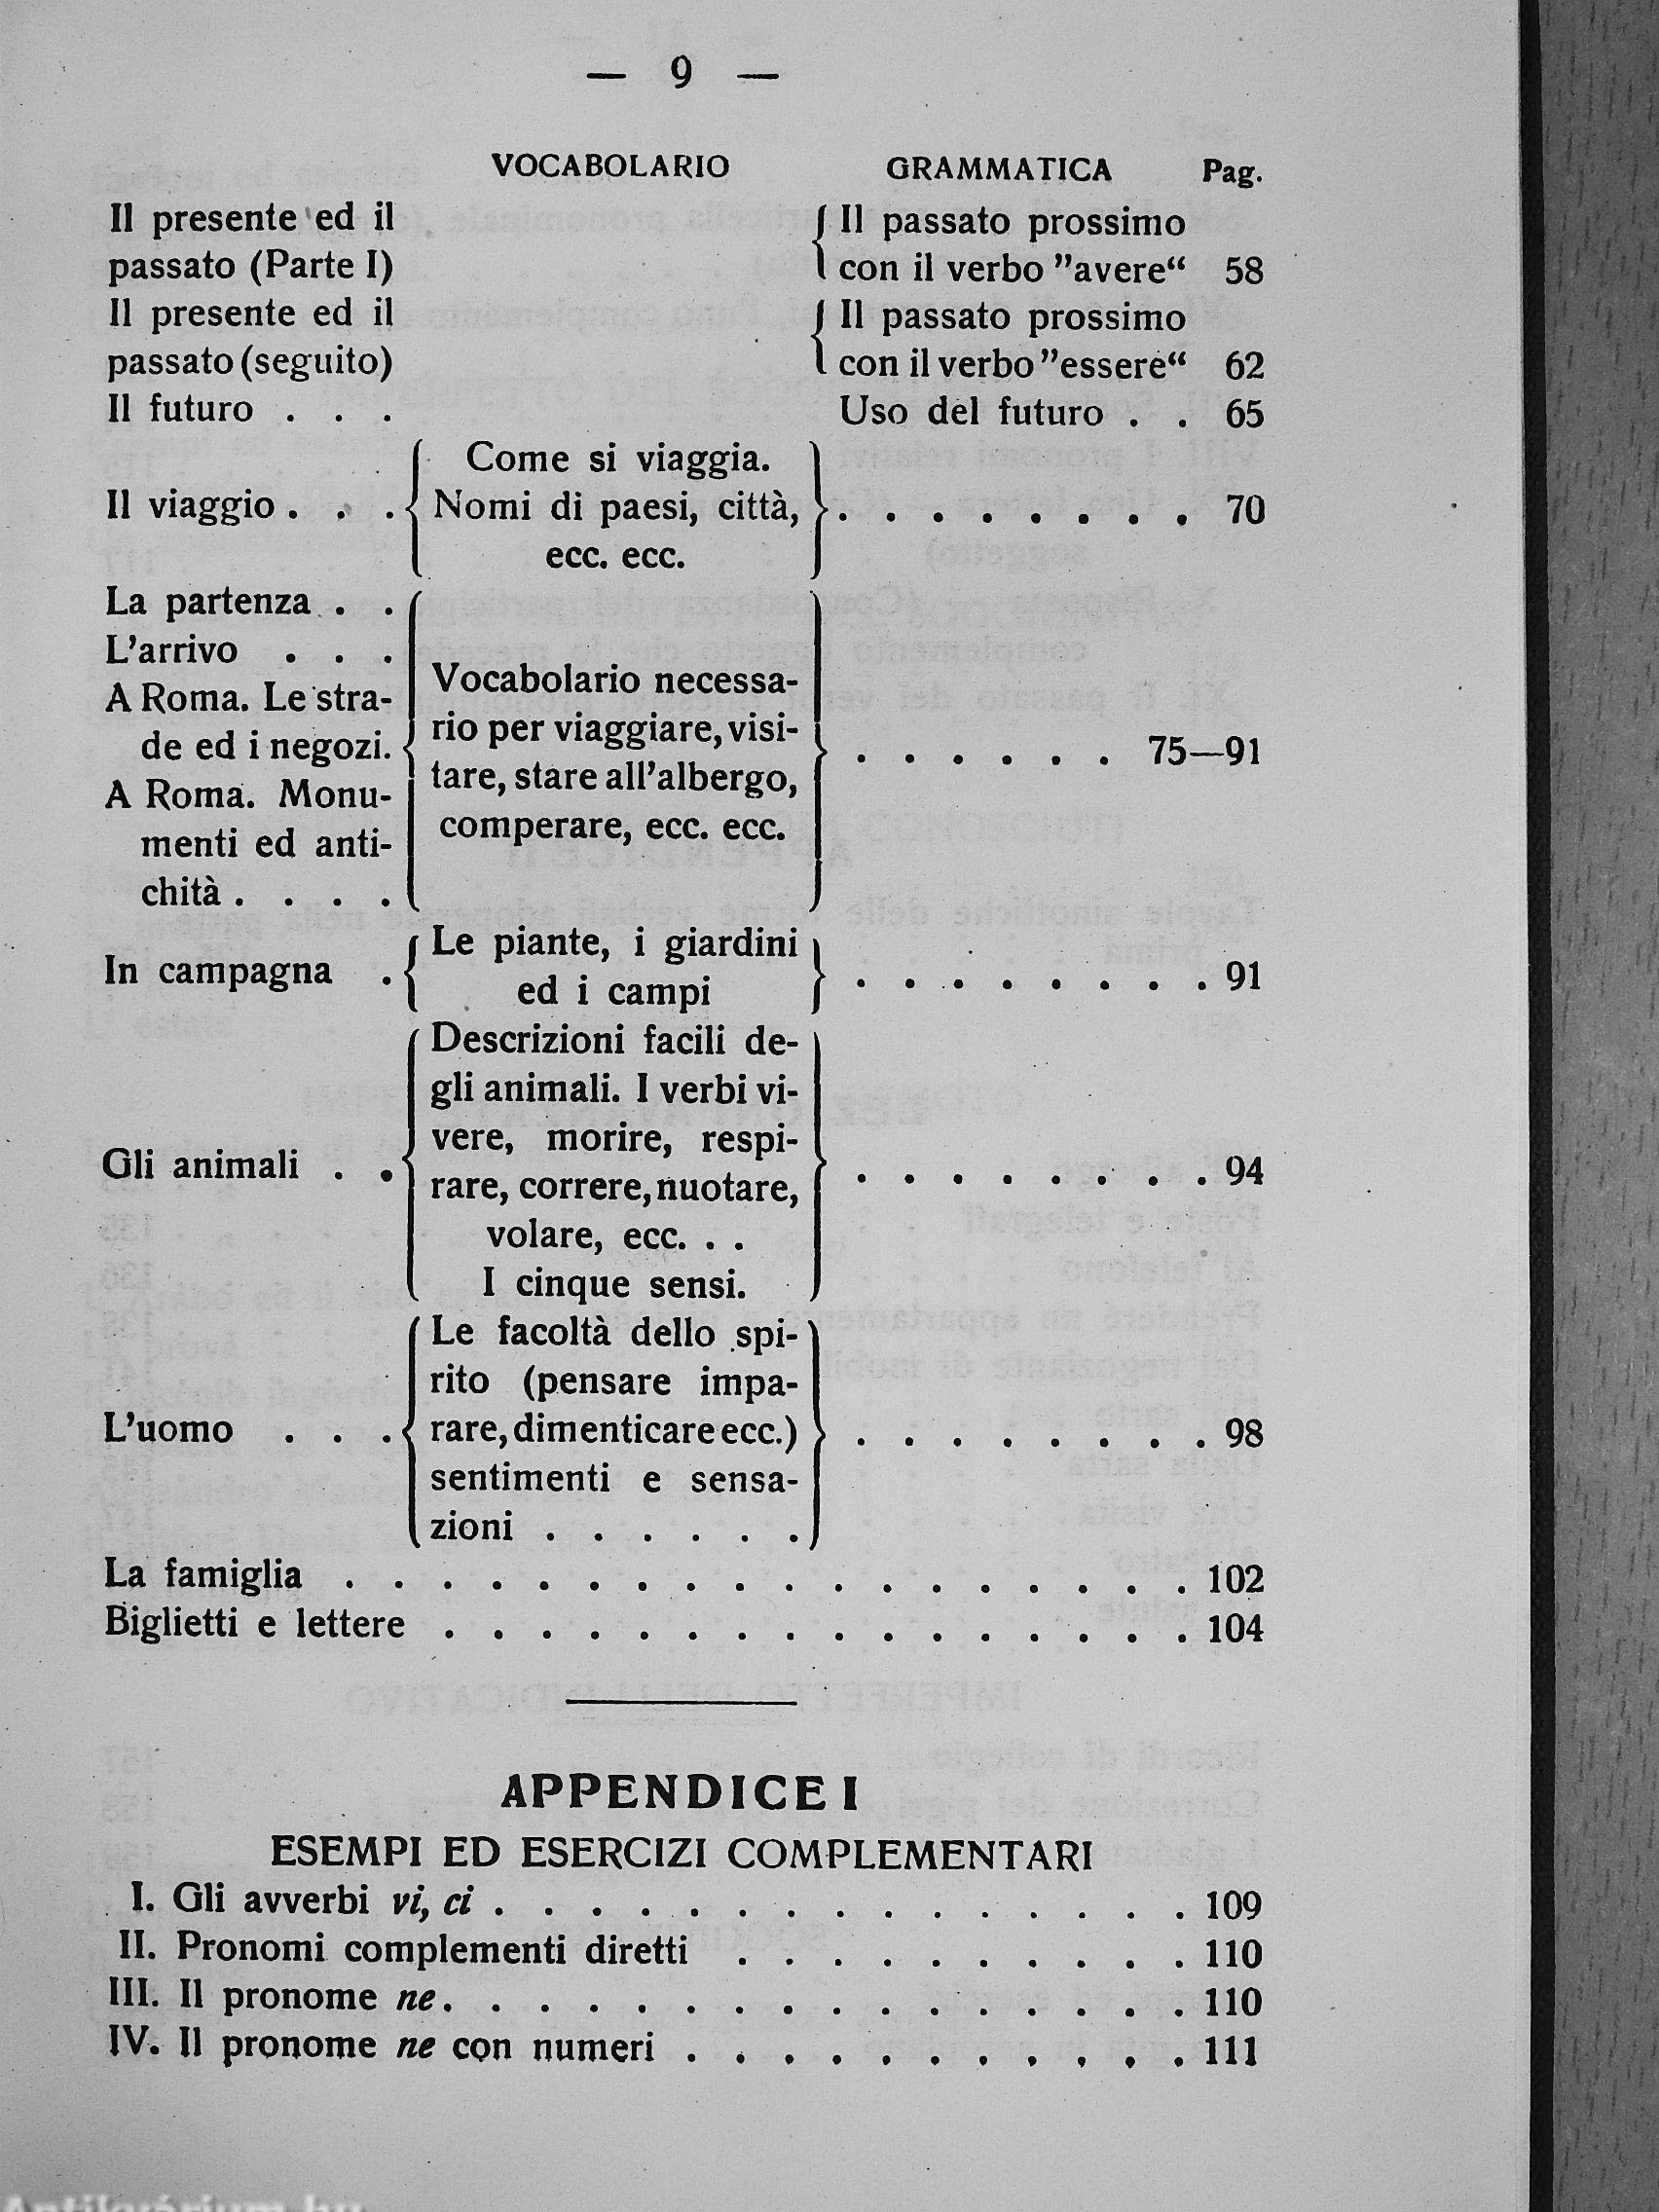 — 9 —
VOCABOLARIO GRAMMATICA Pag.
Il presente ed il
passato (Parte I)
Il passato prossimo
con il verbo ”avere“ 58
Il presente ed il
passato (seguito)
Il passato prossimo
con il verbo ”essere“ 62
Il futuro . . . Uso del futuro . . 65
Il viaggio . . .
Come si viaggia.
Nomi di paesi, città,
ecc. ecc.
. . . . . . . . 70
La partenza . .
L'arrivo . . .
A Roma. Le stra-
de ed i negozi.
A Roma. Monu-
menti ed anti-
chità . . . .
Vocabolario necessa-
rio per viaggiare, visi-
tare, stare all'albergo,
comperare, ecc. ecc.
. . . . . . 75—91
In campagna .
Le piante, i giardini
ed i campi
. . . . . . . . 91
Gli animali . .
Descrizioni facili de-
gli animali. I verbi vi-
vere, morire, respi-
rare, correre, nuotare,
volare, ecc. . .
I cinque sensi.
. . . . . . . . 94
L'uomo . . .
Le facoltà dello spi-
rito (pensare impa-
rare, dimenticare ecc.)
sentimenti e sensa-
zioni . . . . . .
. . . . . . . . 98
La famiglia . . . . . . . . . . . . . . . . . . 102
Biglietti e lettere . . . . . . . . . . . . . . . . 104
APPENDICE I
ESEMPI ED ESERCIZI COMPLEMENTARI
I. Gli avverbi vi, ci . . . . . . . . . . . . . . . 109
II. Pronomi complementi diretti . . . . . . . . . . 110
III. Il pronome ne. . . . . . . . . . . . . . . . 110
IV. Il pronome ne con numeri . . . . . . . . . . . 111
Antikvárium.hu